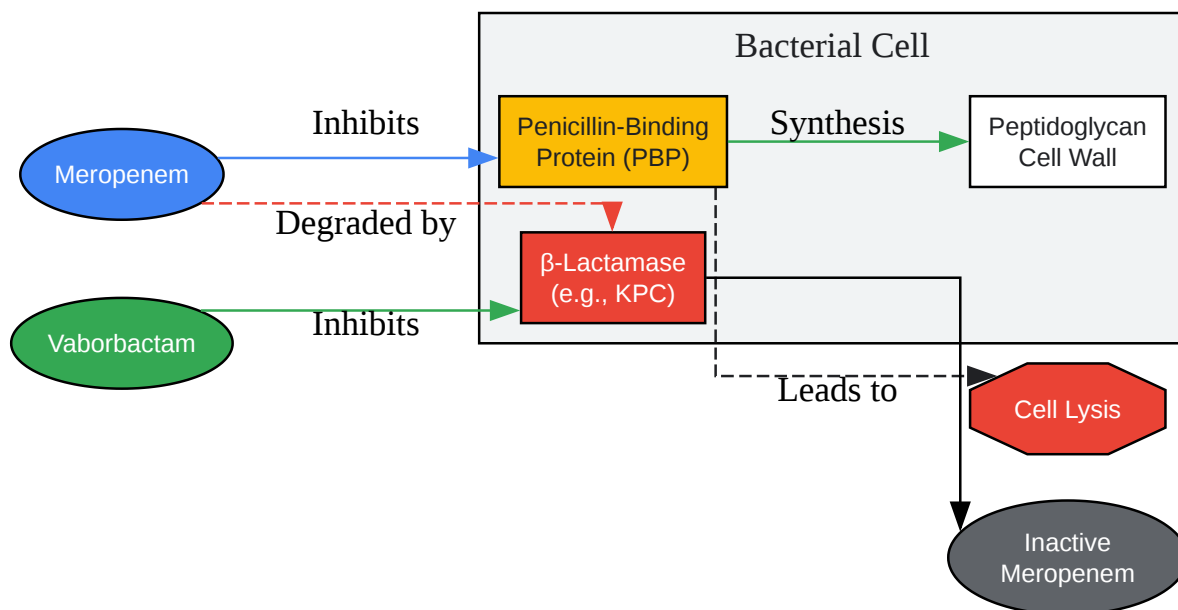 Bacterial Cell
Inhibits
Penicillin-Binding
Protein (PBP)
Synthesis
Peptidoglycan
Cell Wall
Meropenem
Degraded by
β-Lactamase
(e.g., KPC)
Inhibits
Vaborbactam
Leads to
Cell Lysis
Inactive
Meropenem